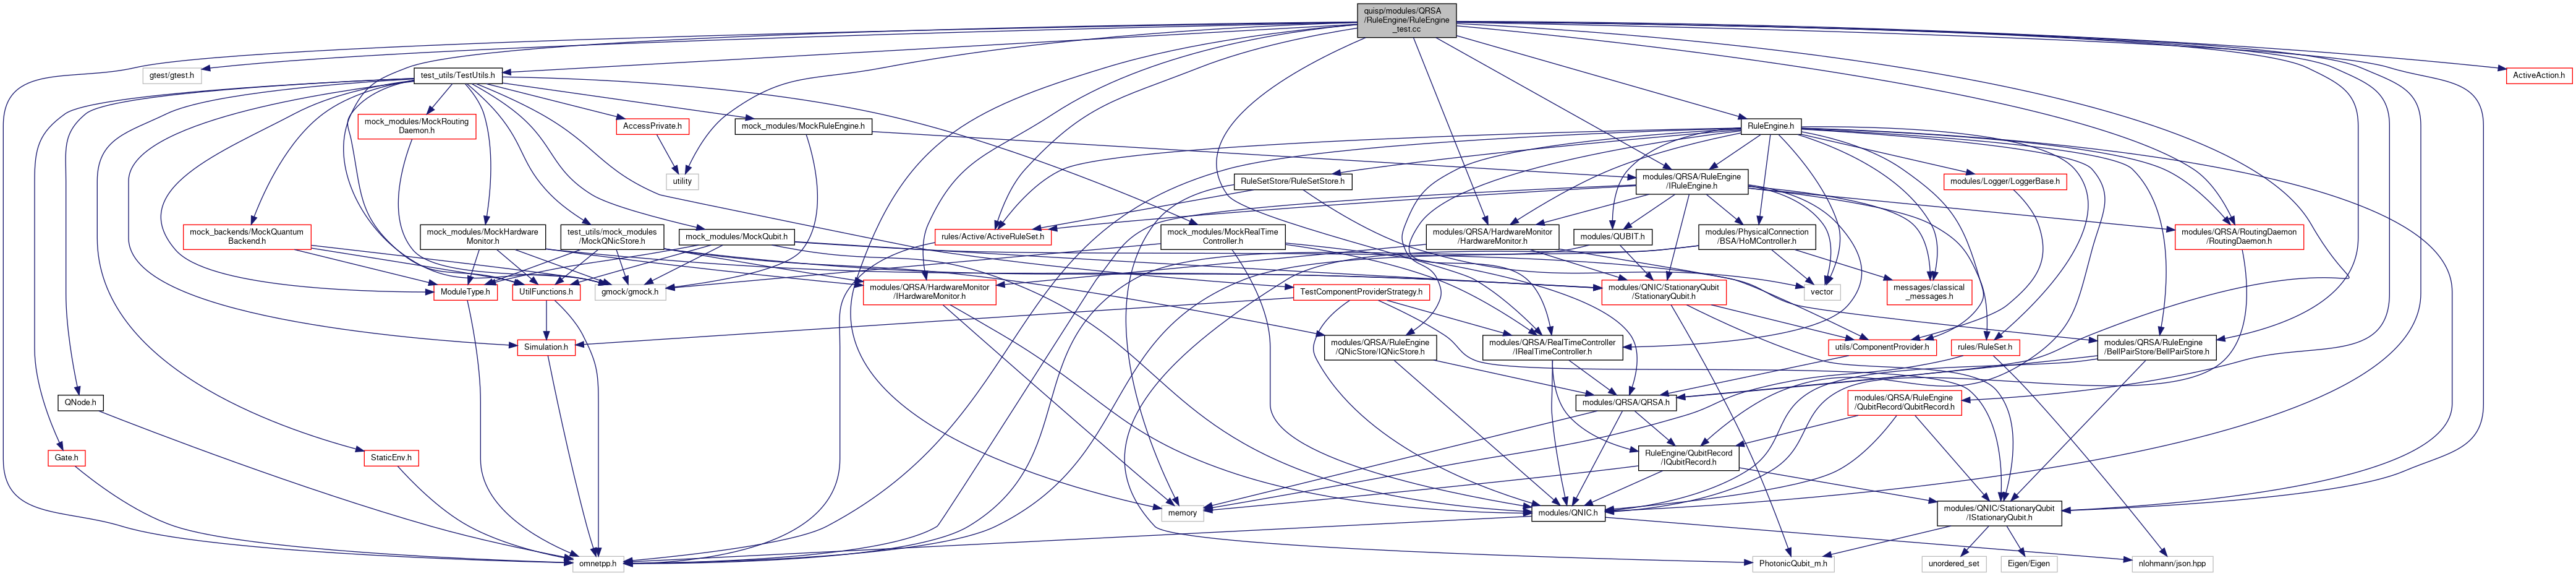 quisp/modules/QRSA
/RuleEngine/RuleEngine
_test.cc
gtest/gtest.h
test_utils/TestUtils.h
ActiveAction.h
mock_modules/MockRouting
Daemon.h
AccessPrivate.h
mock_modules/MockRuleEngine.h
RuleEngine.h
utility
RuleSetStore/RuleSetStore.h
modules/QRSA/RuleEngine
/IRuleEngine.h
modules/Logger/LoggerBase.h
mock_backends/MockQuantum
Backend.h
mock_modules/MockHardware
Monitor.h
test_utils/mock_modules
/MockQNicStore.h
mock_modules/MockQubit.h
rules/Active/ActiveRuleSet.h
mock_modules/MockRealTime
Controller.h
modules/QRSA/HardwareMonitor
/HardwareMonitor.h
modules/QUBIT.h
modules/PhysicalConnection
/BSA/HoMController.h
modules/QRSA/RoutingDaemon
/RoutingDaemon.h
ModuleType.h
UtilFunctions.h
gmock/gmock.h
modules/QRSA/HardwareMonitor
/IHardwareMonitor.h
TestComponentProviderStrategy.h
modules/QNIC/StationaryQubit
/StationaryQubit.h
vector
messages/classical
_messages.h
Simulation.h
modules/QRSA/RuleEngine
/QNicStore/IQNicStore.h
modules/QRSA/RealTimeController
/IRealTimeController.h
utils/ComponentProvider.h
rules/RuleSet.h
modules/QRSA/RuleEngine
/BellPairStore/BellPairStore.h
QNode.h
modules/QRSA/QRSA.h
modules/QRSA/RuleEngine
/QubitRecord/QubitRecord.h
Gate.h
StaticEnv.h
RuleEngine/QubitRecord
/IQubitRecord.h
memory
modules/QNIC.h
modules/QNIC/StationaryQubit
/IStationaryQubit.h
omnetpp.h
PhotonicQubit_m.h
unordered_set
Eigen/Eigen
nlohmann/json.hpp